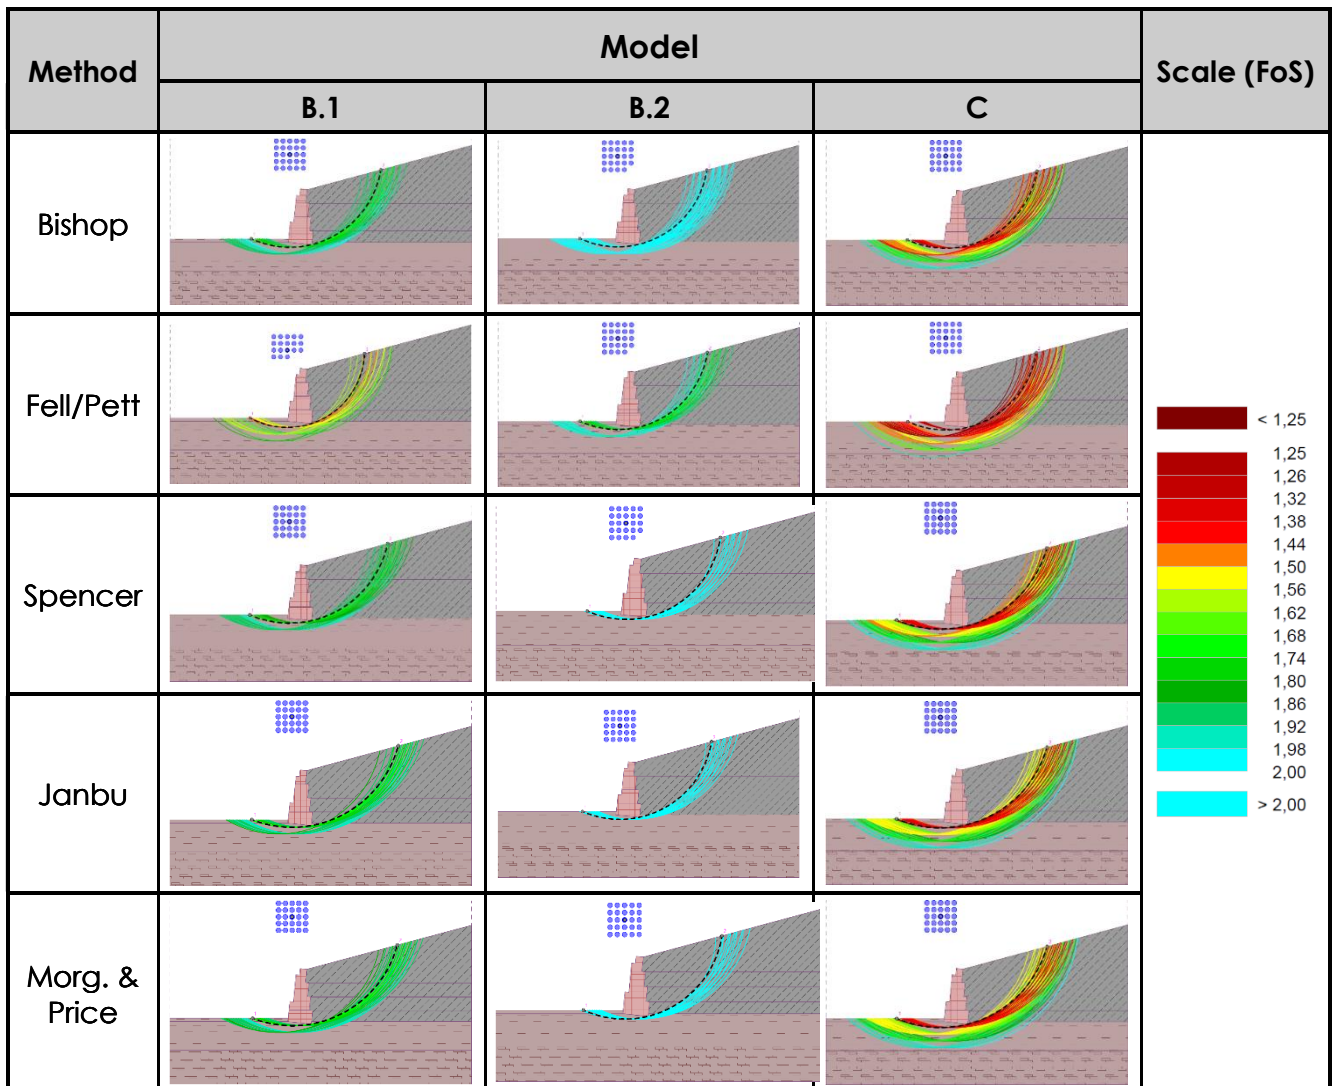 Method
Model
Scale (FoS)
B.1
B.2
C
Bishop
Fell/Pett
Spencer
Janbu
Morg. &
Price
< 1,25
1,25
1,26
1,32
1,38
1,44
1,50
1,56
1,62
1,68
1,74
1,80
1,86
1,92
1,98
2,00
> 2,00